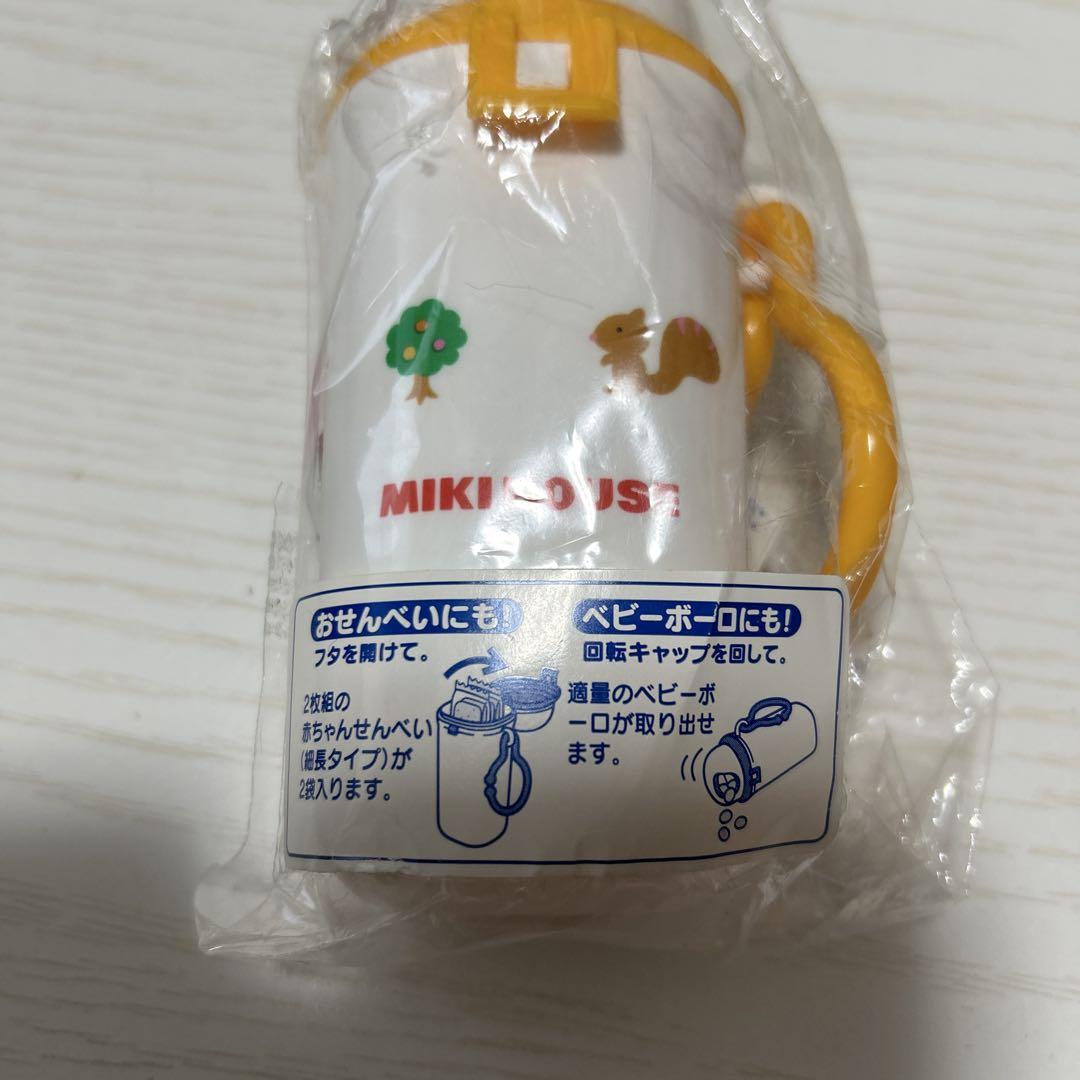 MIKI HOUSE
おせんべいにも!
フタを開けて。
2枚組の
赤ちゃんせんべい
(細長タイプ)が
2袋入ります。
ベビーボーロにも!
回転キャップを回して。
適量のベビーボ
ーロが取り出せ
ます。